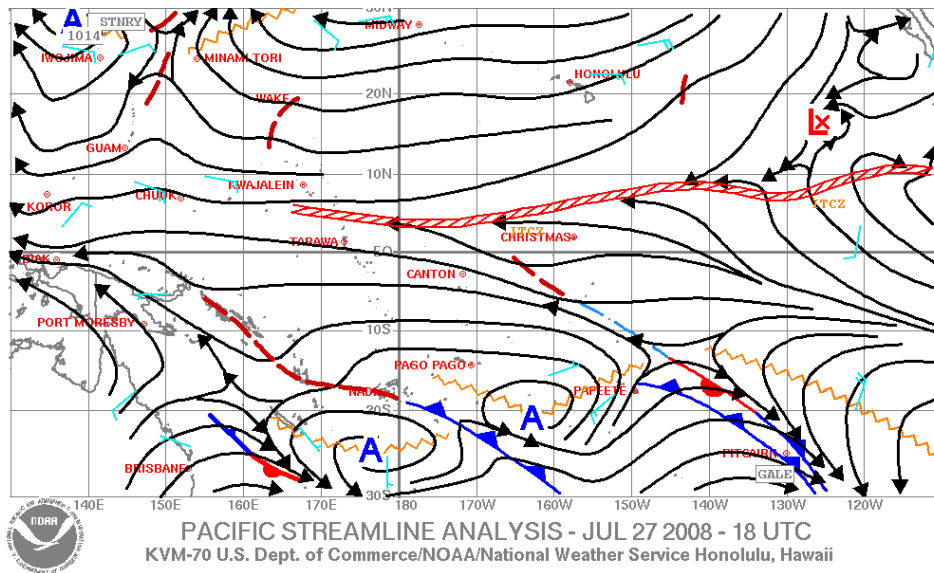 30N
A
STNRY
MIDWAY
1014
IWOJIMA
MINAMI TORI
HONOLULU
20N
WAKE
L
GUAM
10N
KWAJALEIN
CHUUK
KOROR
ITCZ
ITCZ
TARAWA
CHRISTMAS
EQ
BIAK
CANTON
PORT MORESBY
10S
PAGO PAGO
NADI
PAPEETE
20S
A
A
BRISBANE
PITCAIRN
GALE
30S
140E 150E 160E 170E 180 170W 160W 150W 140W 130W 120W
NOAA
PACIFIC STREAMLINE ANALYSIS - JUL 27 2008 - 18 UTC
KVM-70 U.S. Dept. of Commerce/NOAA/National Weather Service Honolulu, Hawaii